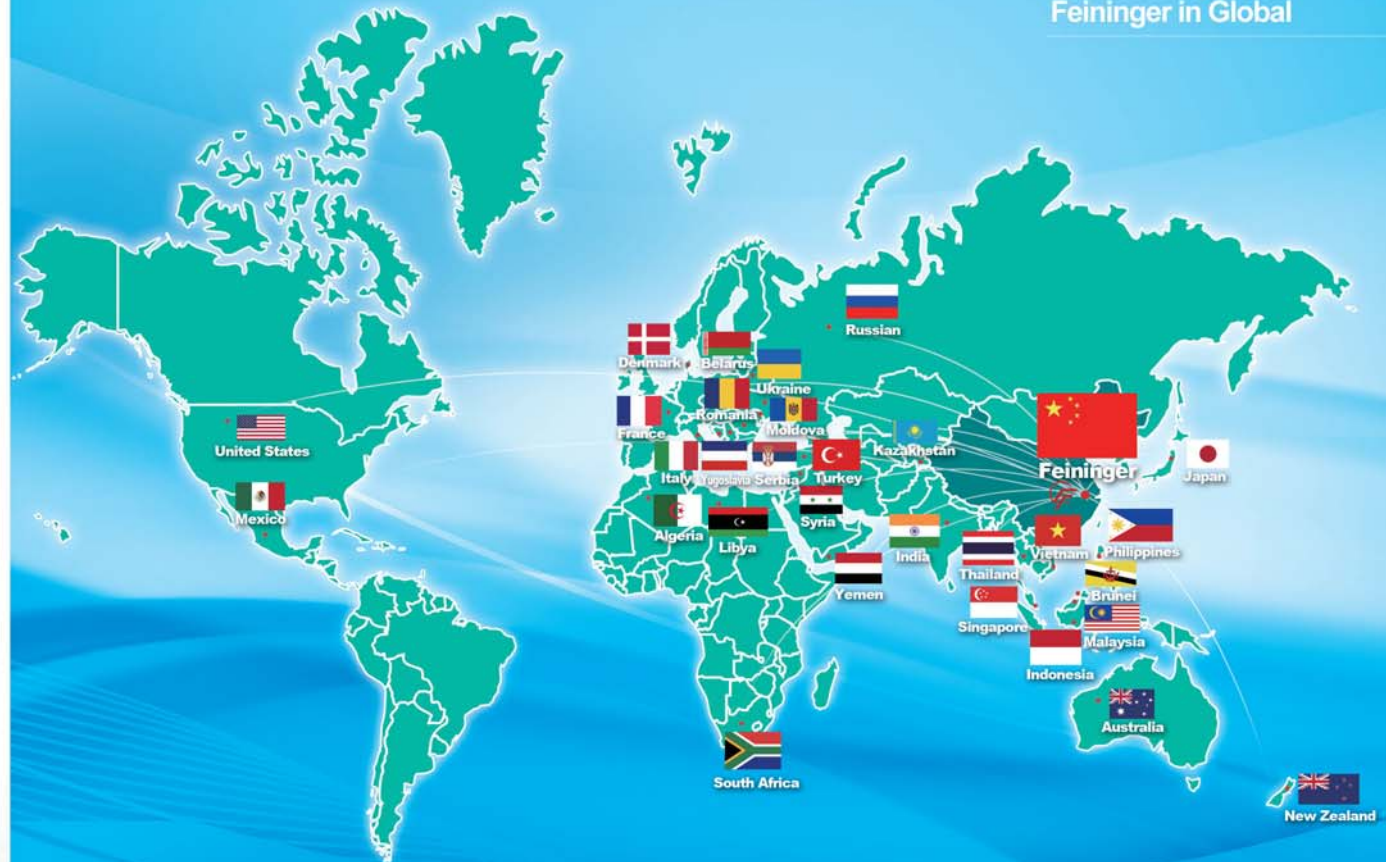 Feininger in Global
Russian
Denmark
Belarus
Ukraine
Romania
France
Moldova
United States
Kazakhstan
Feininger
Japan
Italy
Yugoslavia
Serbia
Turkey
Mexico
Syria
Algeria
Libya
India
Vietnam
Philippines
Thailand
Yemen
Brunei
Singapore
Malaysia
Indonesia
Australia
South Africa
New Zealand